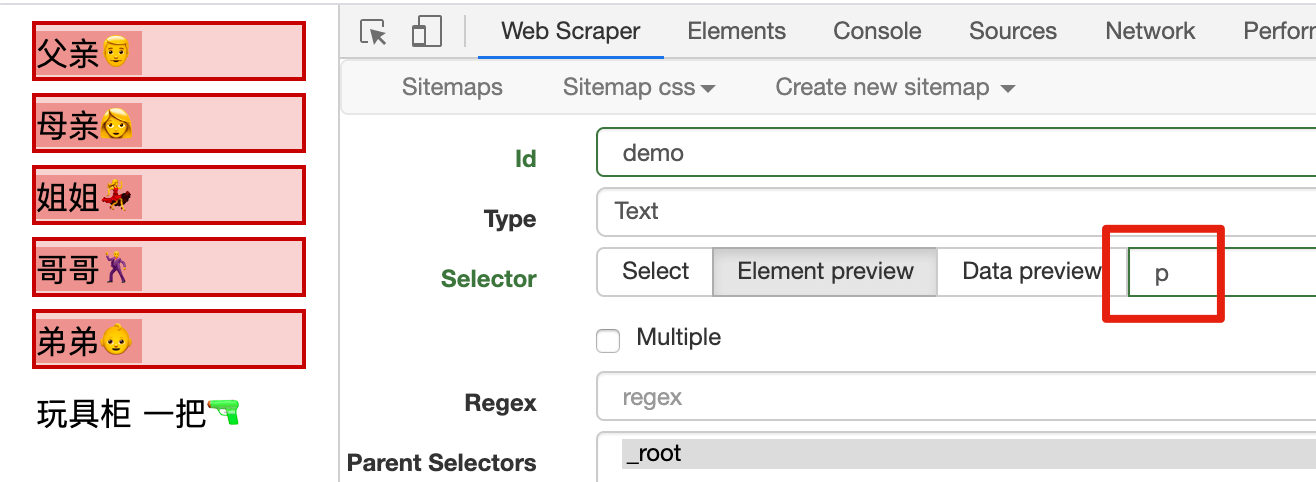 父亲👨
母亲👩
姐姐💃
哥哥🕺
弟弟👶
玩具柜 一把🔫
Web Scraper Elements Console Sources Network Perfor
Sitemaps Sitemap css Create new sitemap
Id demo
Type Text
Selector Select Element preview Data preview p
Multiple
Regex regex
Parent Selectors _root